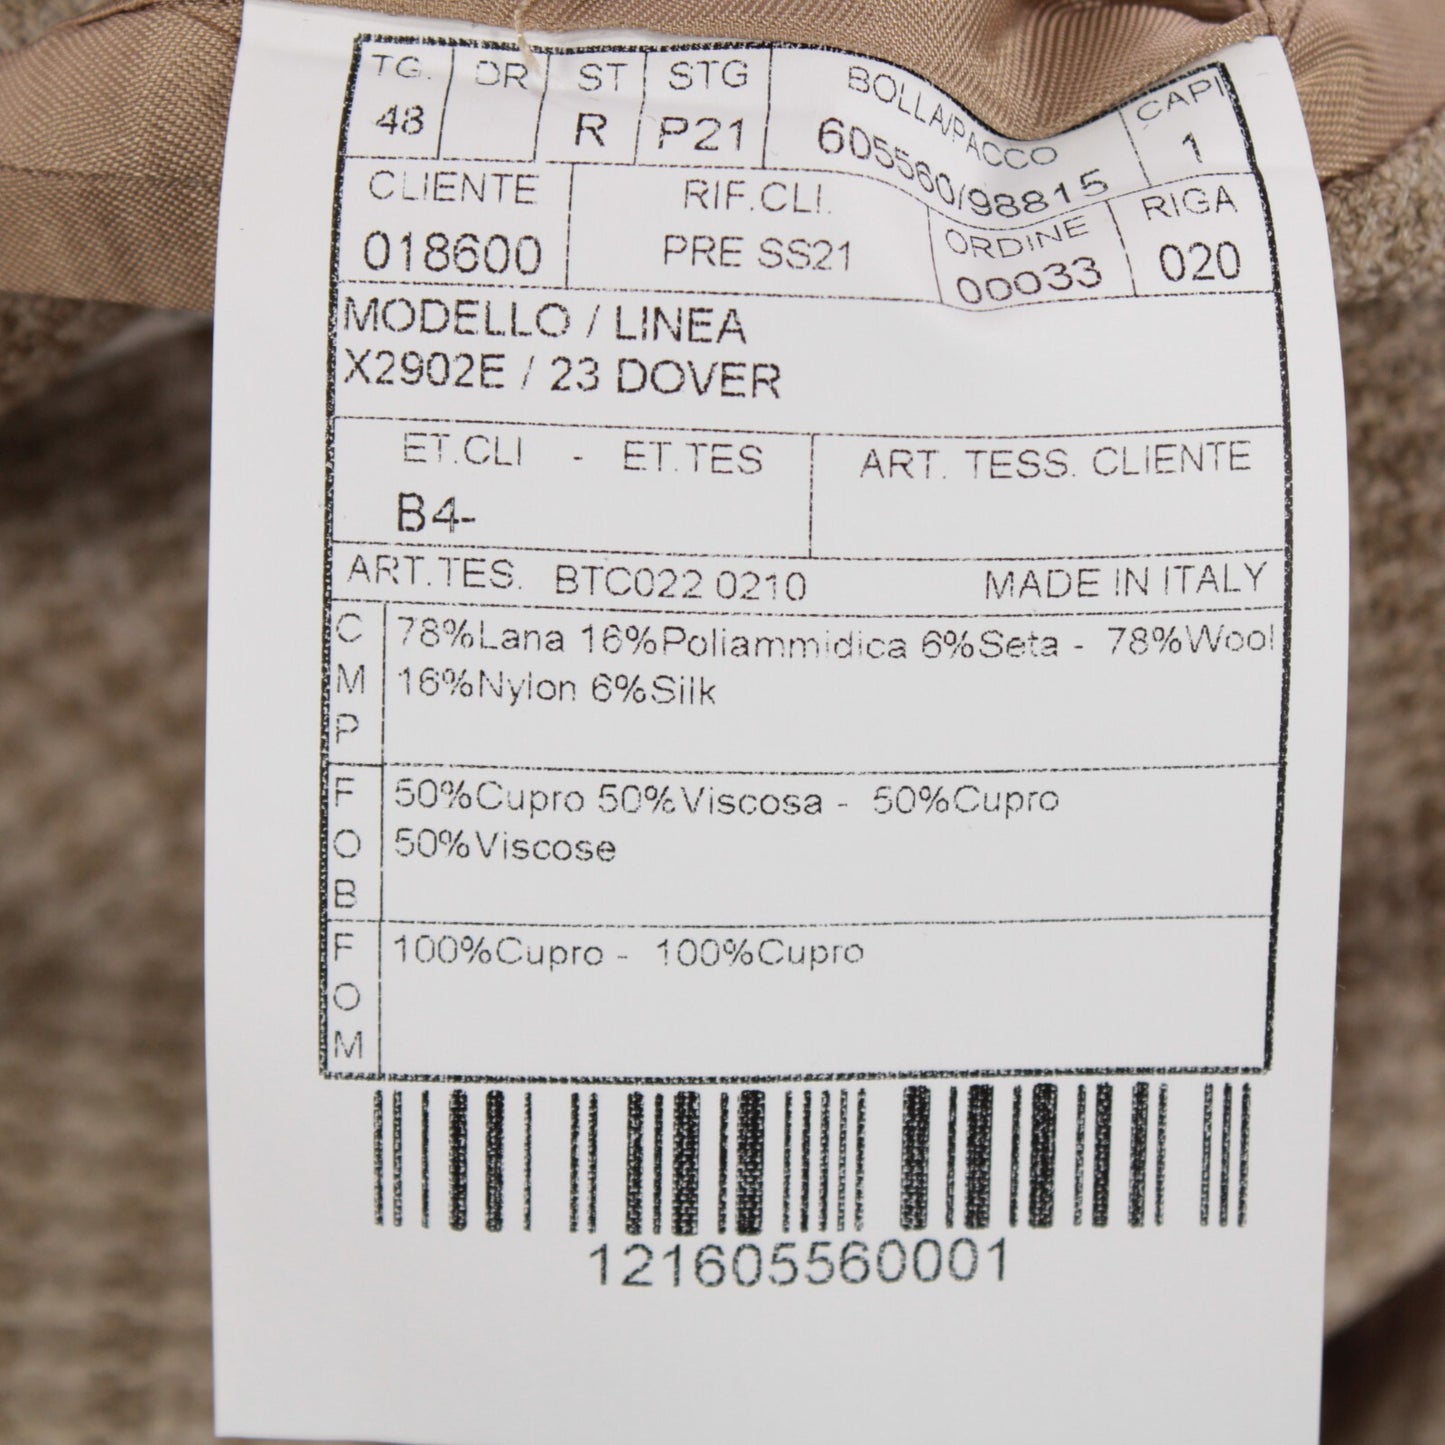 TG. DR ST STG BOLLA/PACCO CAPI
48 R P21 605560/98815 1
CLIENTE RIF.CLI. ORDINE RIGA
018600 PRE SS21 00033 020
MODELLO / LINEA
X2902E / 23 DOVER
ET.CLI - ET.TES ART. TESS. CLIENTE
B4-
ART.TES. BTC022 0210 MADE IN ITALY
CMP 78%Lana 16%Poliammidica 6%Seta - 78%Wool
16%Nylon 6%Silk
FOB 50%Cupro 50%Viscosa - 50%Cupro
50%Viscose
FOM 100%Cupro - 100%Cupro
121605560001